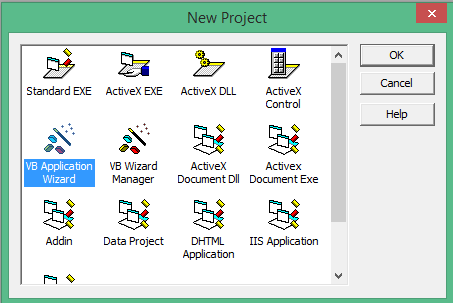 New Project
OK
Cancel
Help
Standard EXE
ActiveX EXE
ActiveX DLL
ActiveX
Control
VB Application
Wizard
VB Wizard
Manager
ActiveX
Document Dll
Activex
Document Exe
Addin
Data Project
DHTML
Application
IIS Application